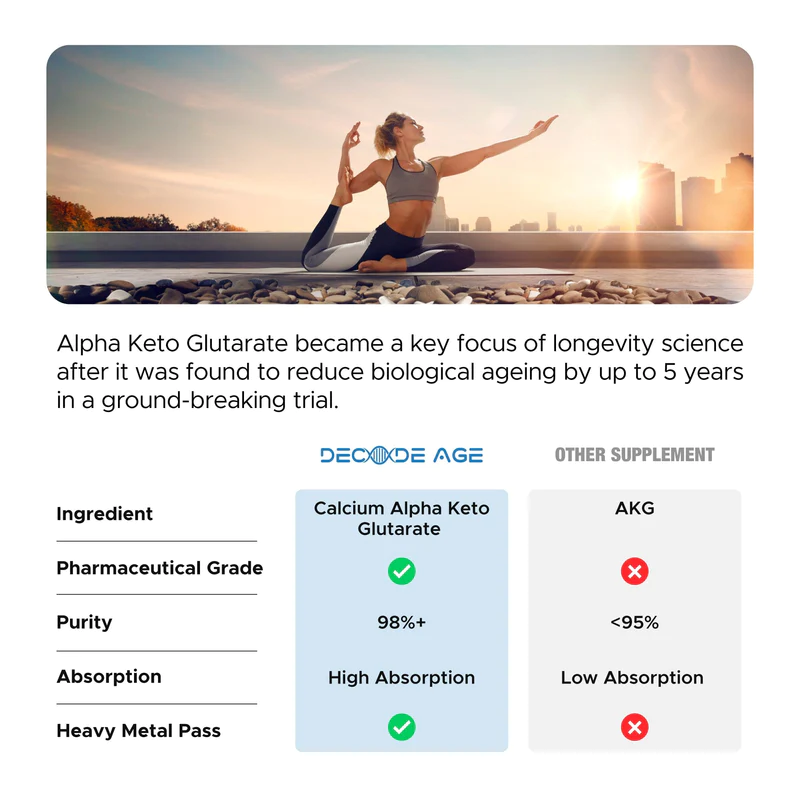 Alpha Keto Glutarate became a key focus of longevity science
after it was found to reduce biological ageing by up to 5 years
in a ground-breaking trial.
DECODE AGE
OTHER SUPPLEMENT
Ingredient
Calcium Alpha Keto
Glutarate
AKG
Pharmaceutical Grade
Purity
98%+
<95%
Absorption
High Absorption
Low Absorption
Heavy Metal Pass